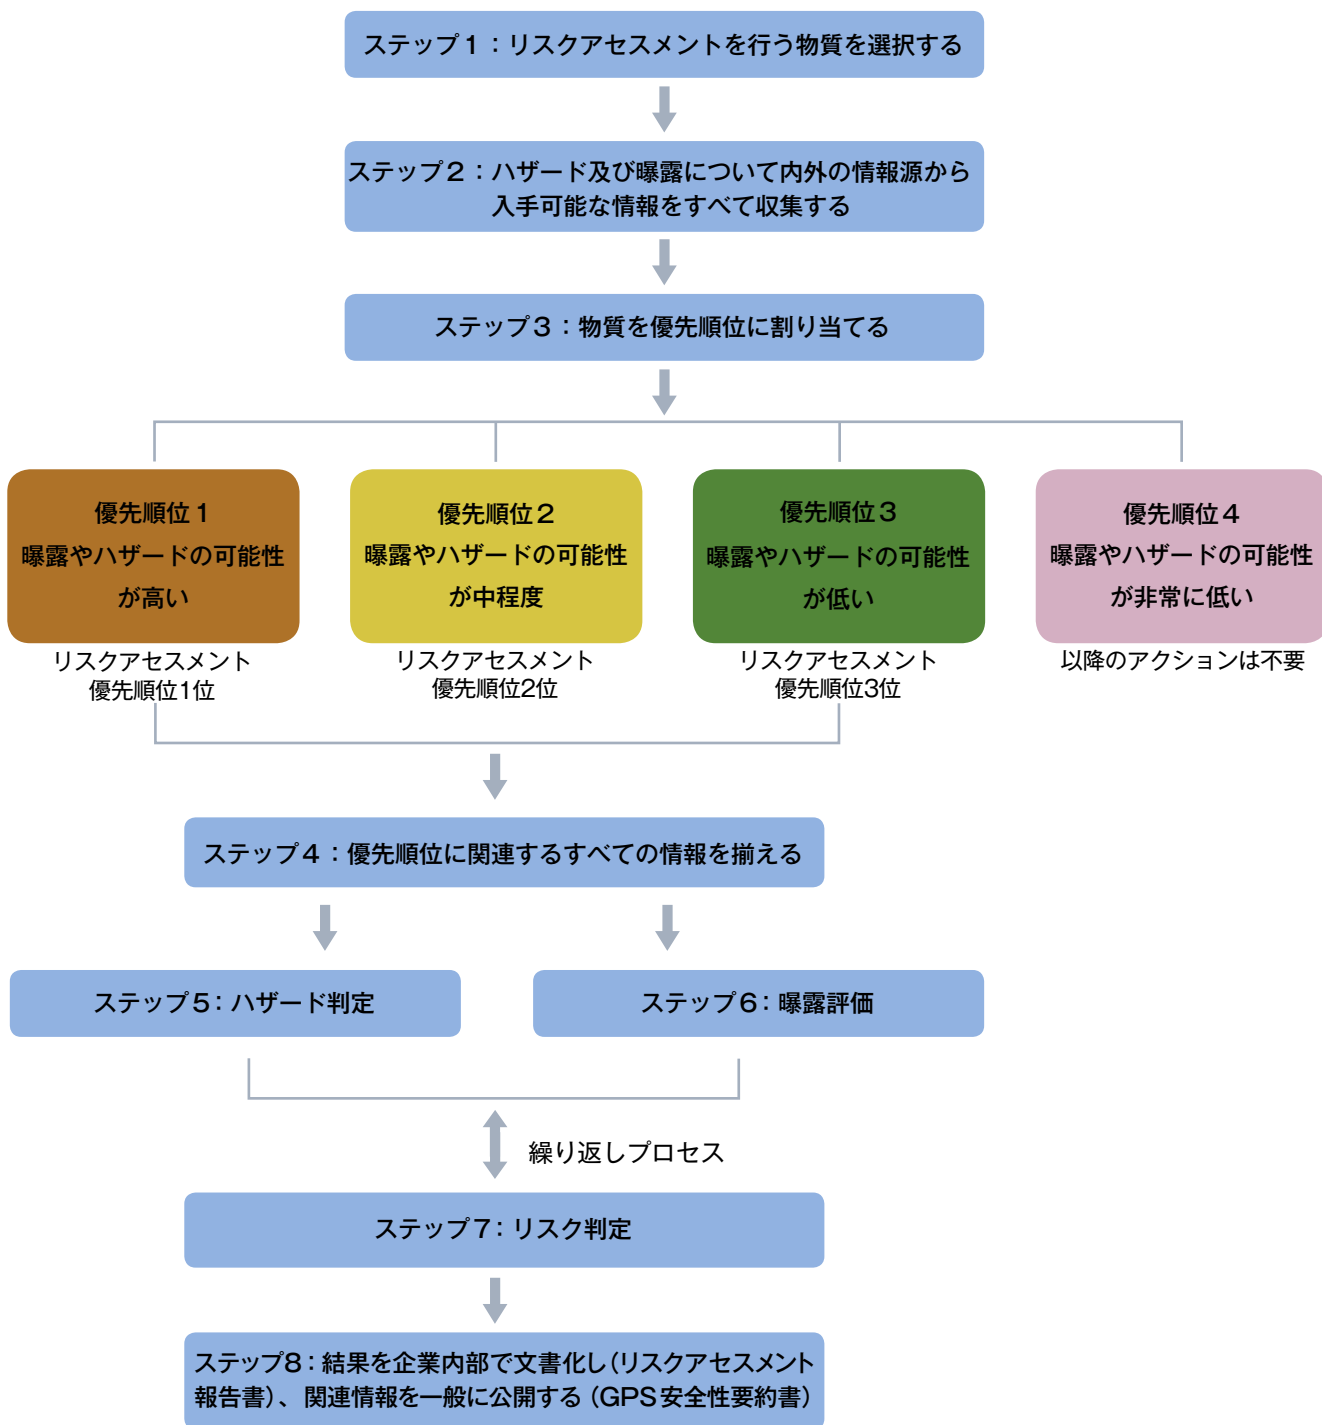 ステップ1：リスクアセスメントを行う物質を選択する
ステップ2：ハザード及び曝露について内外の情報源から
入手可能な情報をすべて収集する
ステップ3：物質を優先順位に割り当てる
優先順位1
曝露やハザードの可能性
が高い
優先順位2
曝露やハザードの可能性
が中程度
優先順位3
曝露やハザードの可能性
が低い
優先順位4
曝露やハザードの可能性
が非常に低い
リスクアセスメント
優先順位1位
リスクアセスメント
優先順位2位
リスクアセスメント
優先順位3位
以降のアクションは不要
ステップ4：優先順位に関連するすべての情報を揃える
ステップ5：ハザード判定
ステップ6：曝露評価
繰り返しプロセス
ステップ7：リスク判定
ステップ8：結果を企業内部で文書化し（リスクアセスメント
報告書）、関連情報を一般に公開する（GPS安全性要約書）